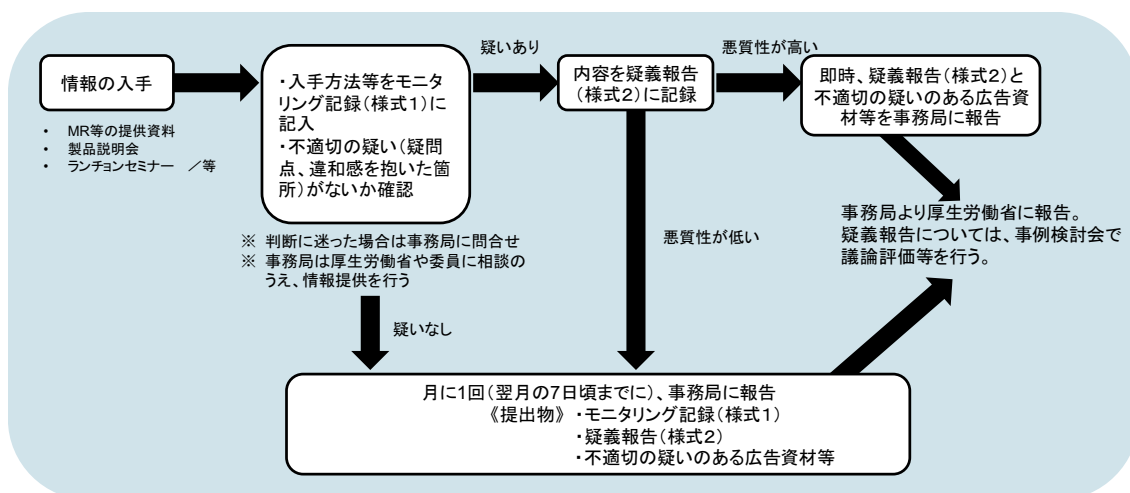 情報の入手
・ MR等の提供資料
・ 製品説明会
・ ランチョンセミナー ／等
・入手方法等をモニ
タリング記録（様式1）に
記入
・不適切の疑い（疑問
点、違和感を抱いた箇
所）がないか確認
※ 判断に迷った場合は事務局に問合せ
※ 事務局は厚生労働省や委員に相談の
うえ、情報提供を行う
疑いあり
内容を疑義報告
（様式2）に記録
悪質性が高い
即時、疑義報告（様式2）と
不適切の疑いのある広告資
材等を事務局に報告
疑いなし
悪質性が低い
事務局より厚生労働省に報告。
疑義報告については、事例検討会で
議論評価等を行う。
月に1回（翌月の7日頃までに）、事務局に報告
《提出物》 ・モニタリング記録（様式1）
・疑義報告（様式2）
・不適切の疑いのある広告資材等